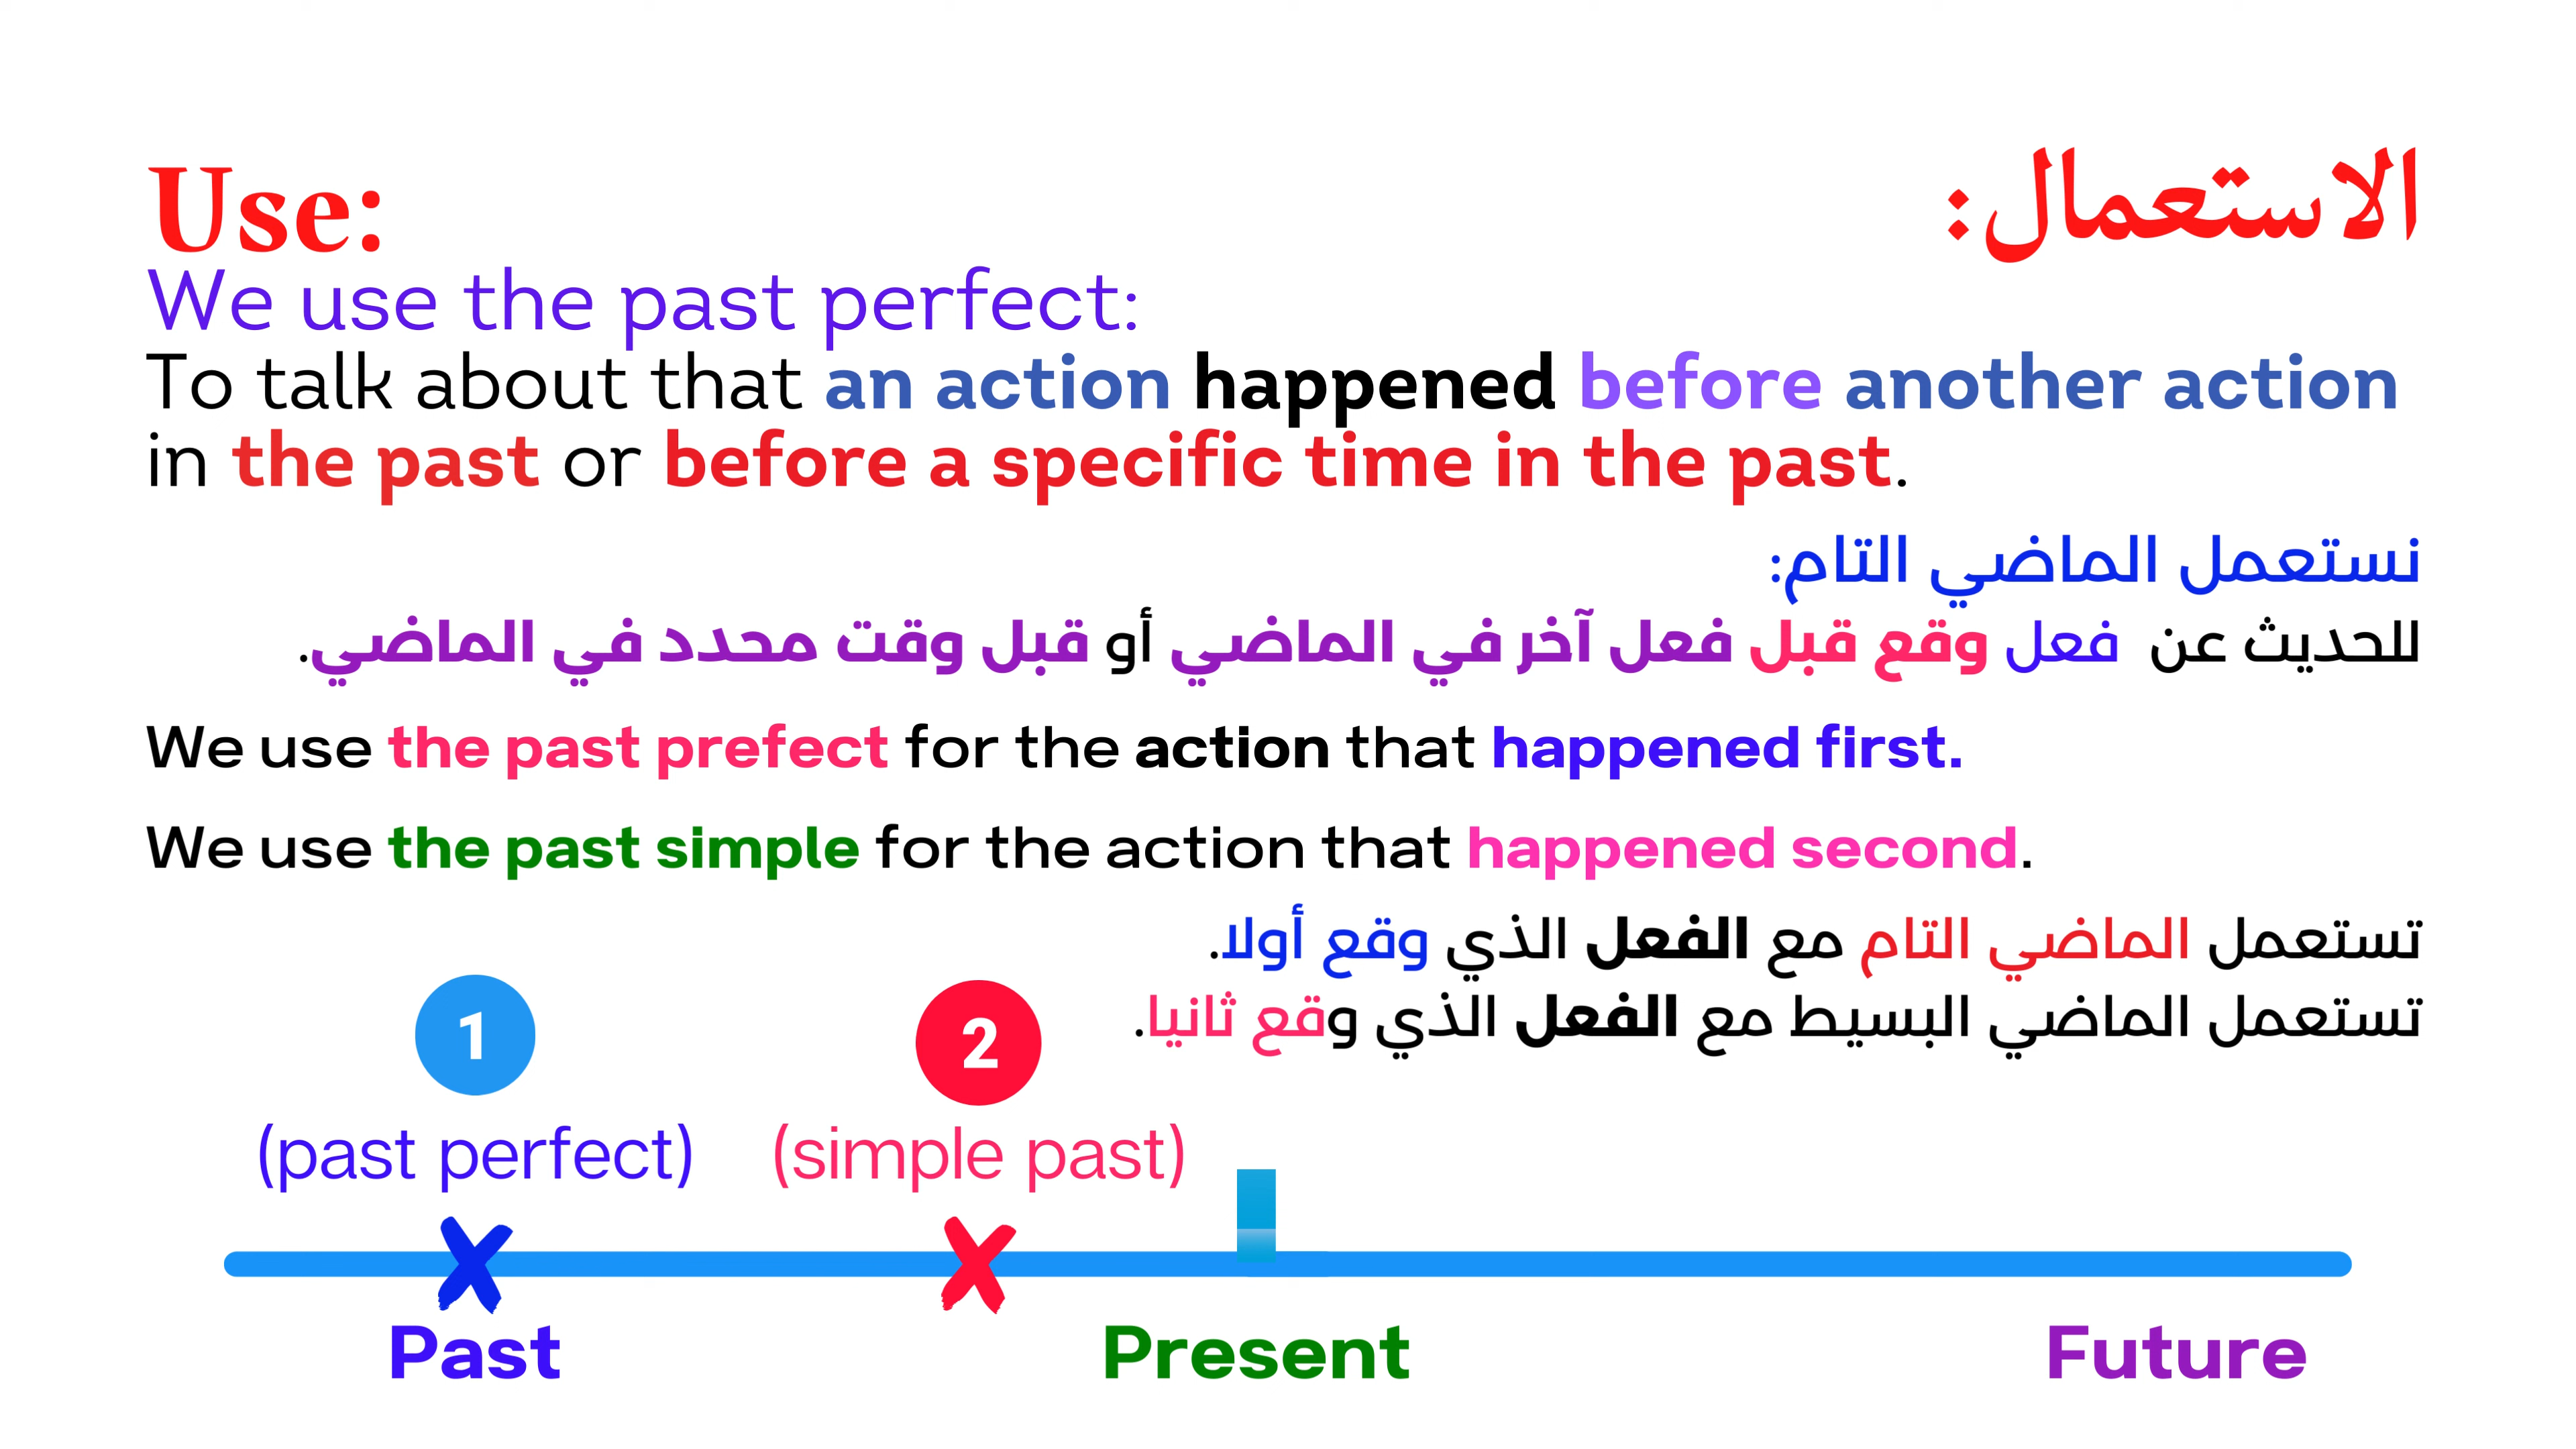 Use:
الاستعمال:
We use the past perfect:
To talk about that an action happened before another action
in the past or before a specific time in the past.
نستعمل الماضي التام:
للحديث عن فعل وقع قبل فعل آخر في الماضي أو قبل وقت محدد في الماضي.
We use the past prefect for the action that happened first.
We use the past simple for the action that happened second.
تستعمل الماضي التام مع الفعل الذي وقع أولا.
تستعمل الماضي البسيط مع الفعل الذي وقع ثانيا.
1 2
(past perfect) (simple past)
Past Present Future